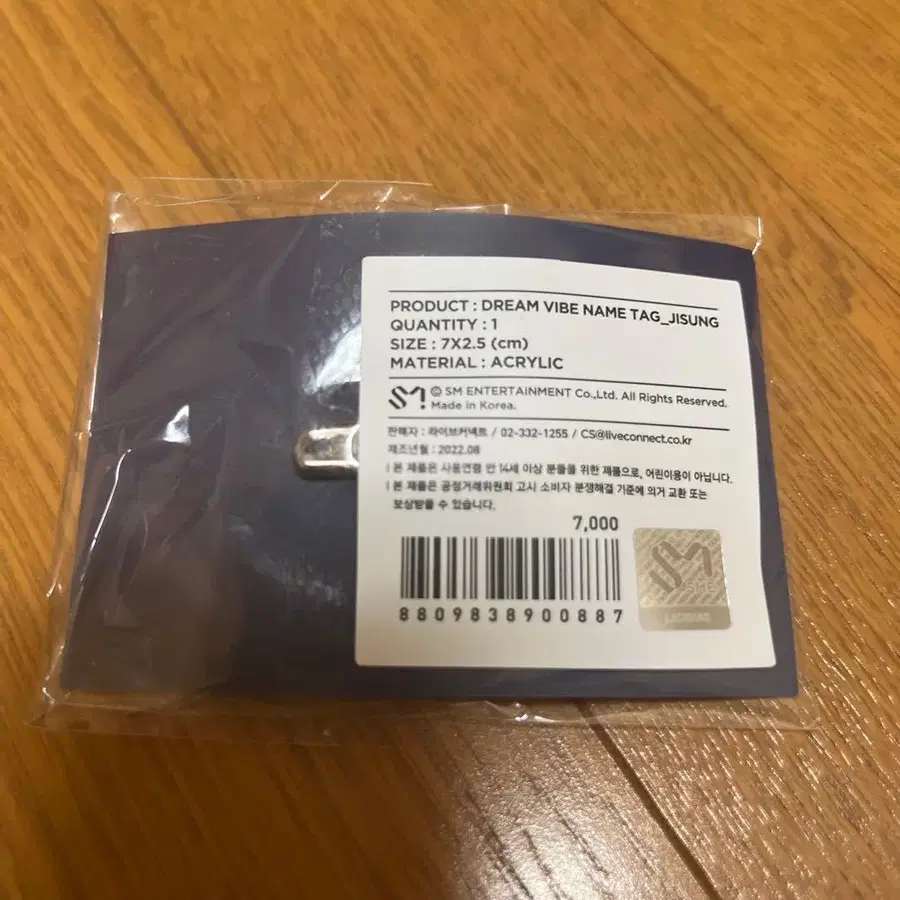 PRODUCT : DREAM VIBE NAME TAG_JISUNG
QUANTITY : 1
SIZE : 7X2.5 (cm)
MATERIAL : ACRYLIC
SM ⓒ SM ENTERTAINMENT Co.,Ltd. All Rights Reserved.
Made in Korea.
판매자 : 라이브커넥트 / 02-332-1255 / CS@liveconnect.co.kr
제조년월 : 2022.08
| 본 제품은 사용연령 만 14세 이상 분들을 위한 제품으로, 어린이용이 아닙니다.
| 본 제품은 공정거래위원회 고시 소비자 분쟁해결 기준에 의거 교환 또는
보상받을 수 있습니다.
7,000
8809838900887
SM